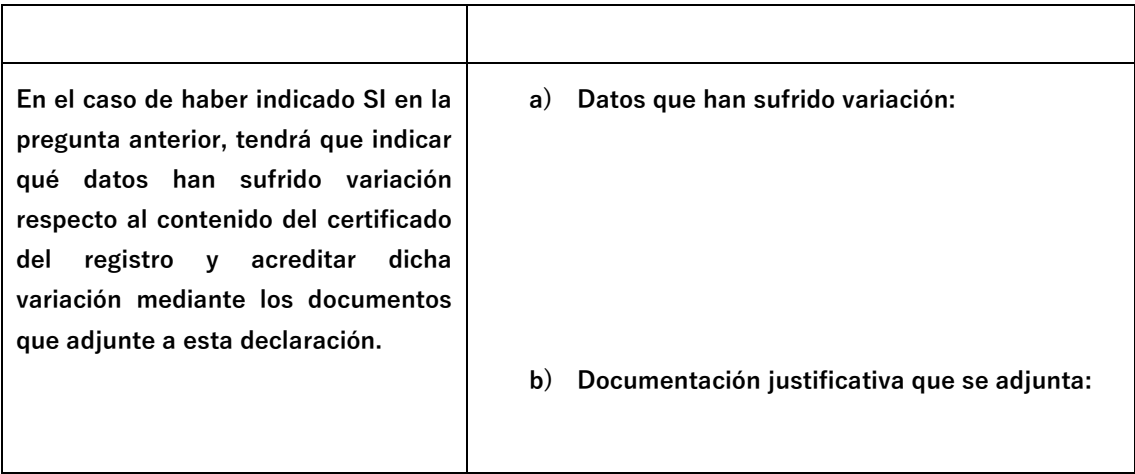 En el caso de haber indicado SI en la
pregunta anterior, tendrá que indicar
qué datos han sufrido variación
respecto al contenido del certificado
del registro y acreditar dicha
variación mediante los documentos
que adjunte a esta declaración.
a) Datos que han sufrido variación:
b) Documentación justificativa que se adjunta: